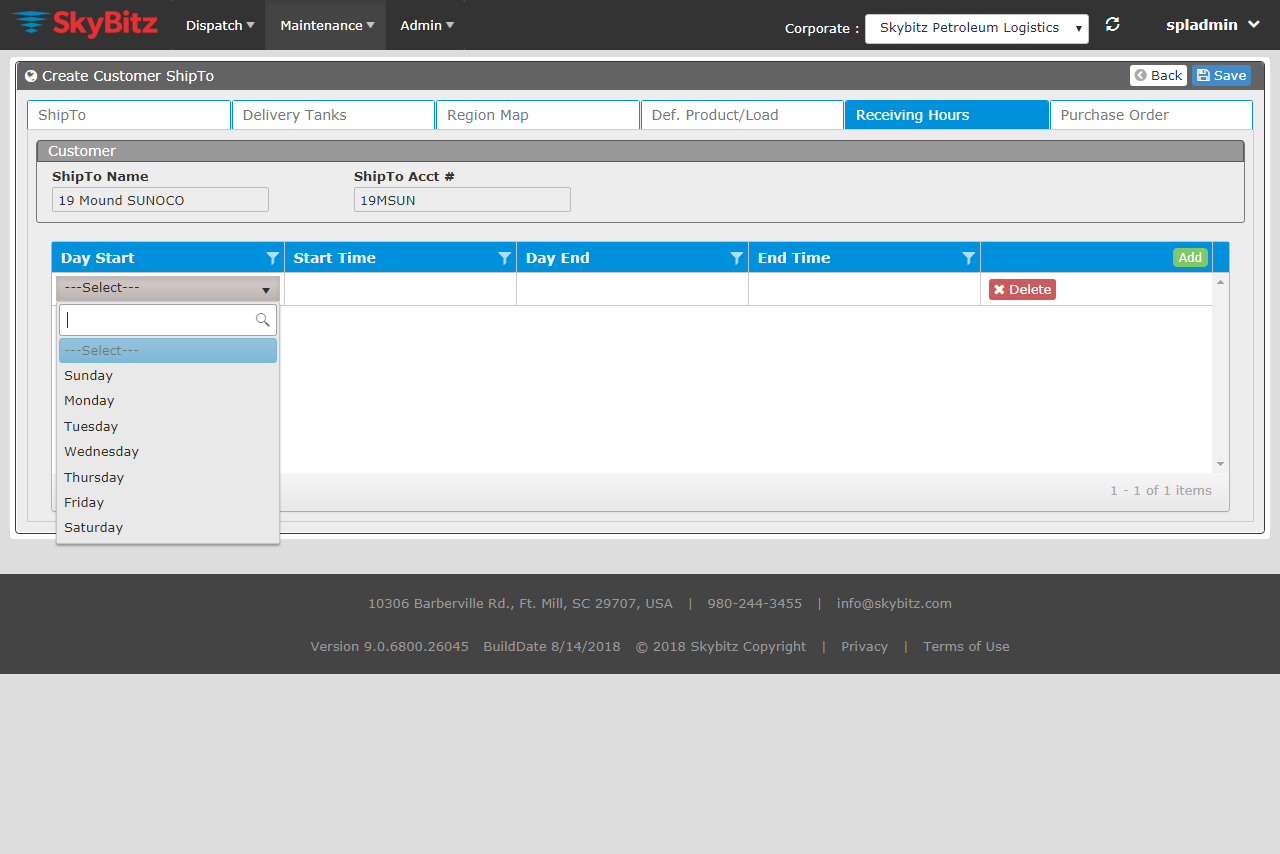 SkyBitz Dispatch Maintenance Admin Corporate : Skybitz Petroleum Logistics spladmin
Create Customer ShipTo Back Save
ShipTo Delivery Tanks Region Map Def. Product/Load Receiving Hours Purchase Order
Customer
ShipTo Name ShipTo Acct #
19 Mound SUNOCO 19MSUN
Day Start Start Time Day End End Time Add
---Select--- Delete
---Select---
Sunday
Monday
Tuesday
Wednesday
Thursday
1 - 1 of 1 items
Friday
Saturday
10306 Barberville Rd., Ft. Mill, SC 29707, USA | 980-244-3455 | info@skybitz.com
Version 9.0.6800.26045 BuildDate 8/14/2018 © 2018 Skybitz Copyright | Privacy | Terms of Use